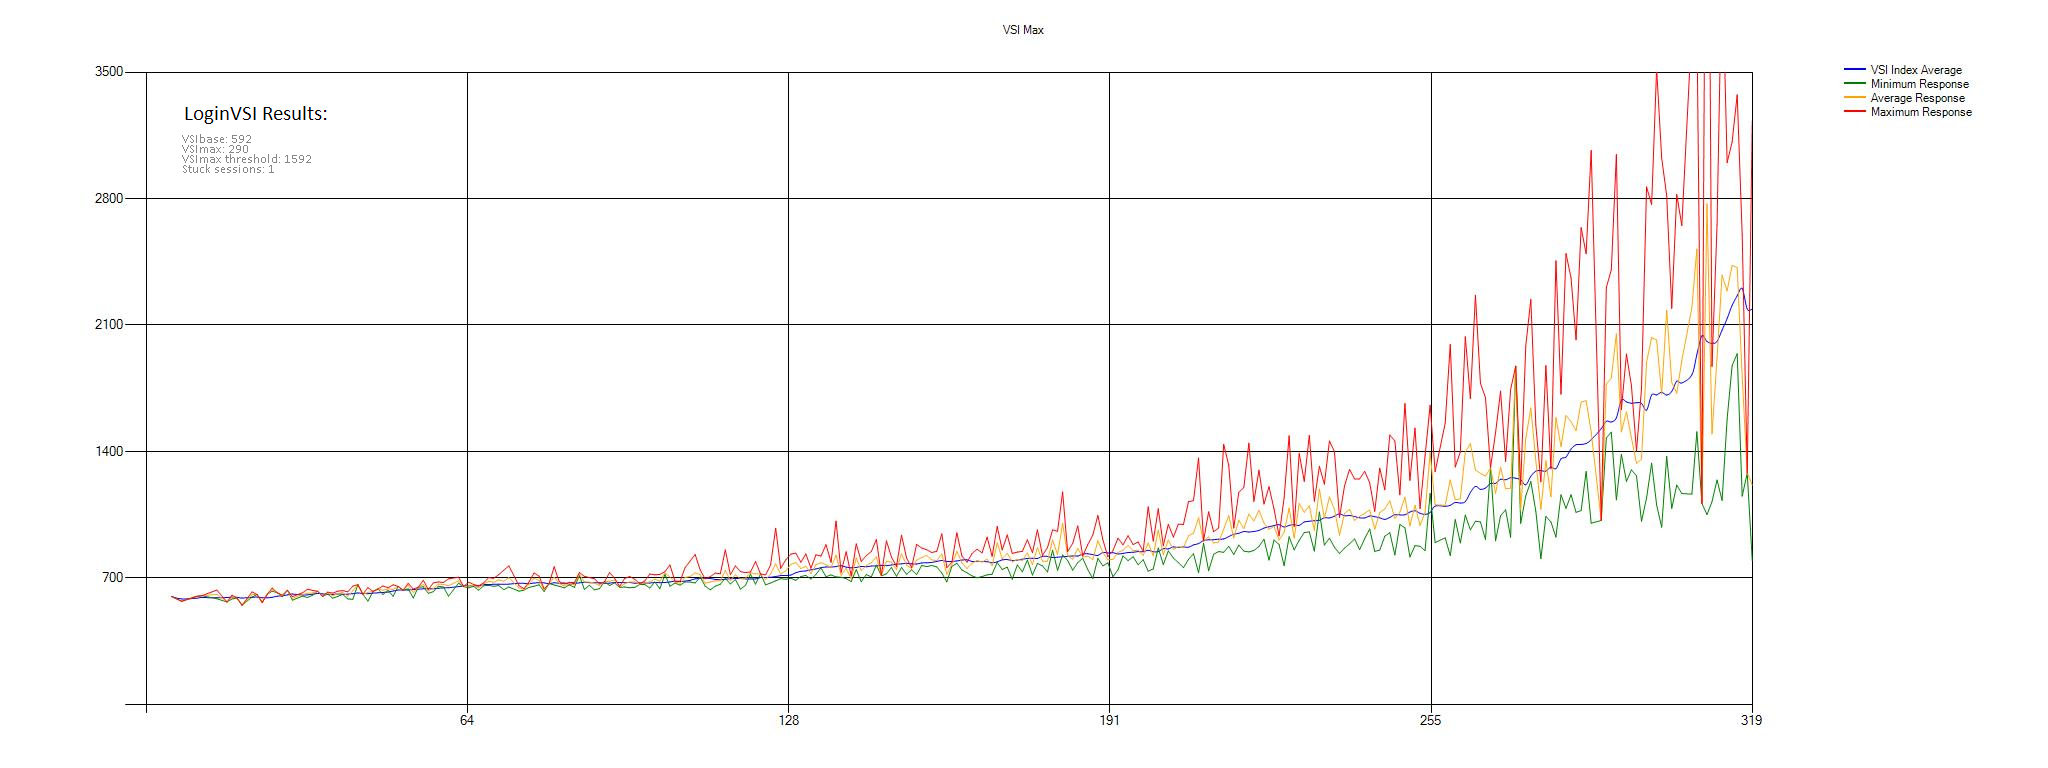 VSI Max
3500
2800
2100
1400
700
64
128
191
255
319
LoginVSI Results:
VSIbase: 592
VSImax: 290
VSImax threshold: 1592
Stuck sessions: 1
VSI Index Average
Minimum Response
Average Response
Maximum Response